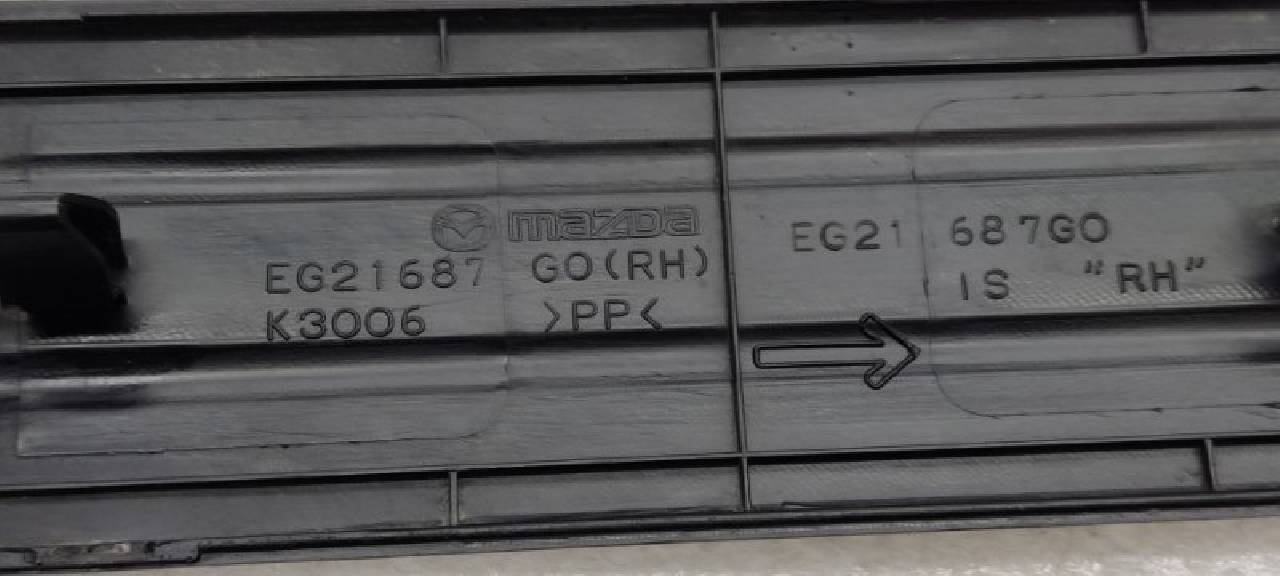 mazda
EG21687 GO(RH)
K3006 >PP<
EG21 687GO
IS "RH"